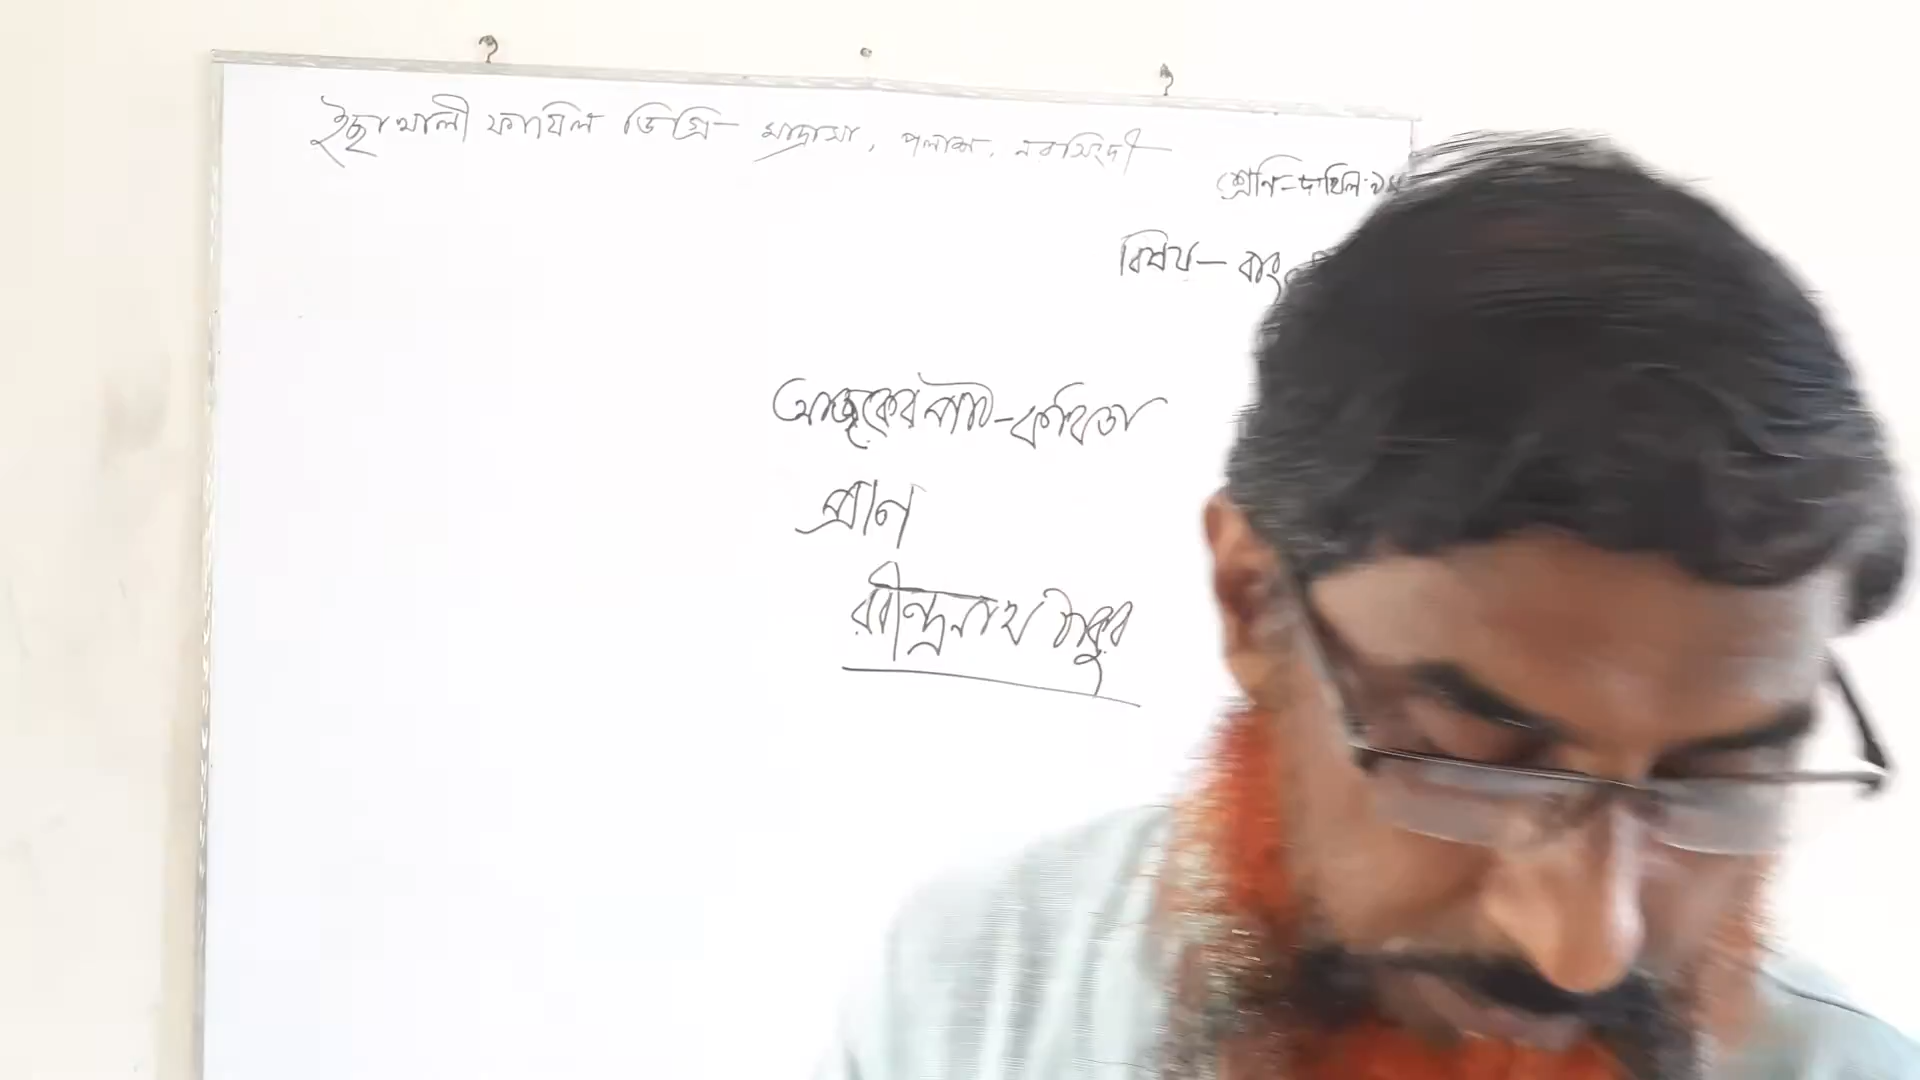 ইছাখালী ফাযিল ডিগ্রি মাদ্রাসা, পলাশ, নরসিংদী
শ্রেণি-দাখিল
বিষয়-
আজকের পাঠ-কবিতা
প্রাণ
রবীন্দ্রনাথ ঠাকুর